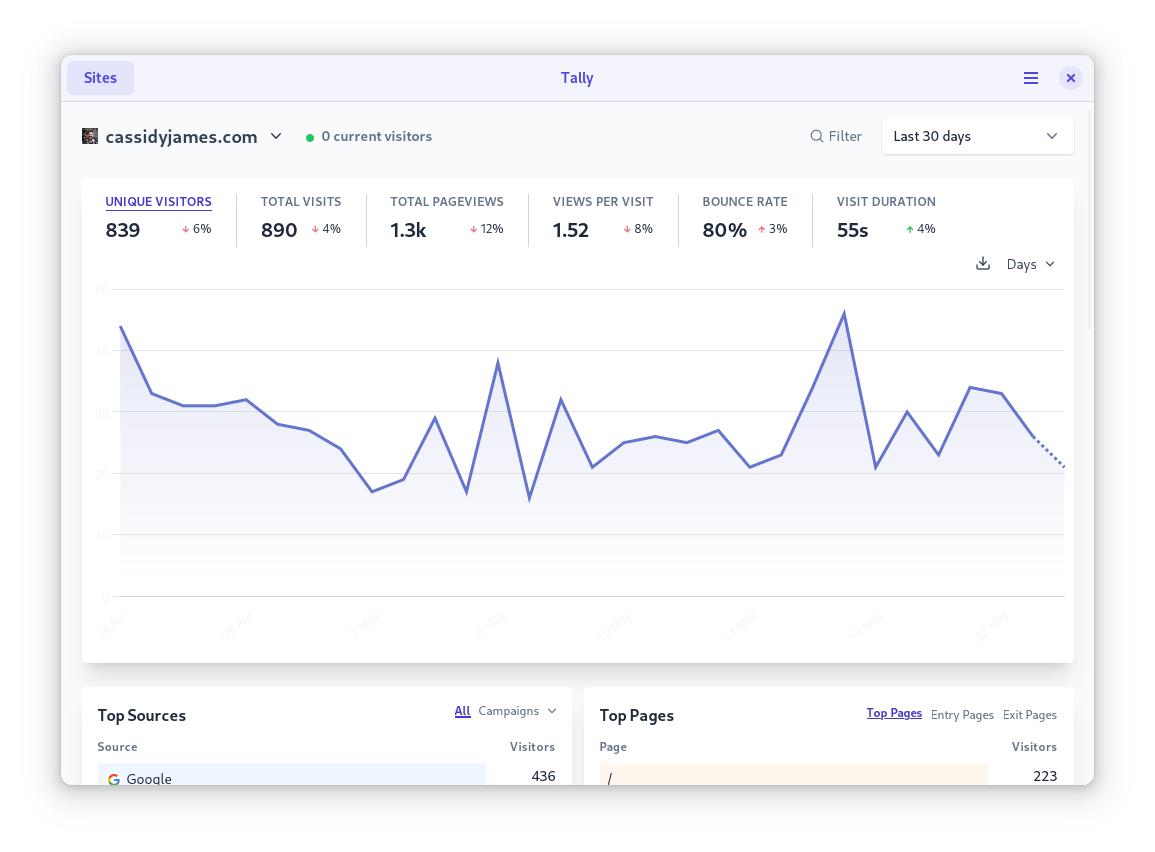 Sites Tally
cassidyjames.com 0 current visitors Filter Last 30 days
UNIQUE VISITORS TOTAL VISITS TOTAL PAGEVIEWS VIEWS PER VISIT BOUNCE RATE VISIT DURATION
839 6% 890 4% 1.3k 12% 1.52 8% 80% 3% 55s 4%
Days
50
40
30
20
10
0
24 Apr 28 Apr 2 May 6 May 10 May 14 May 18 May 22 May
Top Sources All Campaigns
Source Visitors
Google 436
Top Pages Top Pages Entry Pages Exit Pages
Page Visitors
/ 223